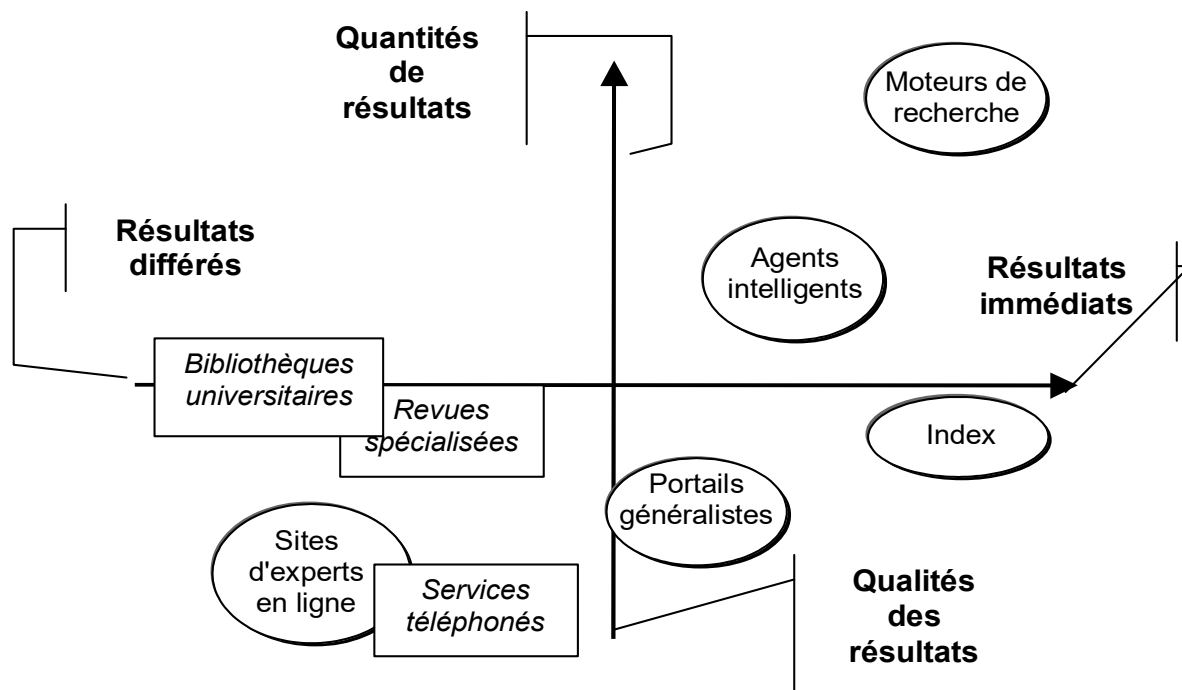 Quantités
de
résultats
Moteurs de
recherche
Résultats
différés
Agents
intelligents
Résultats
immédiats
Bibliothèques
universitaires
Revues
spécialisées
Index
Portails
généralistes
Sites
d'experts
en ligne
Services
téléphonés
Qualités
des
résultats